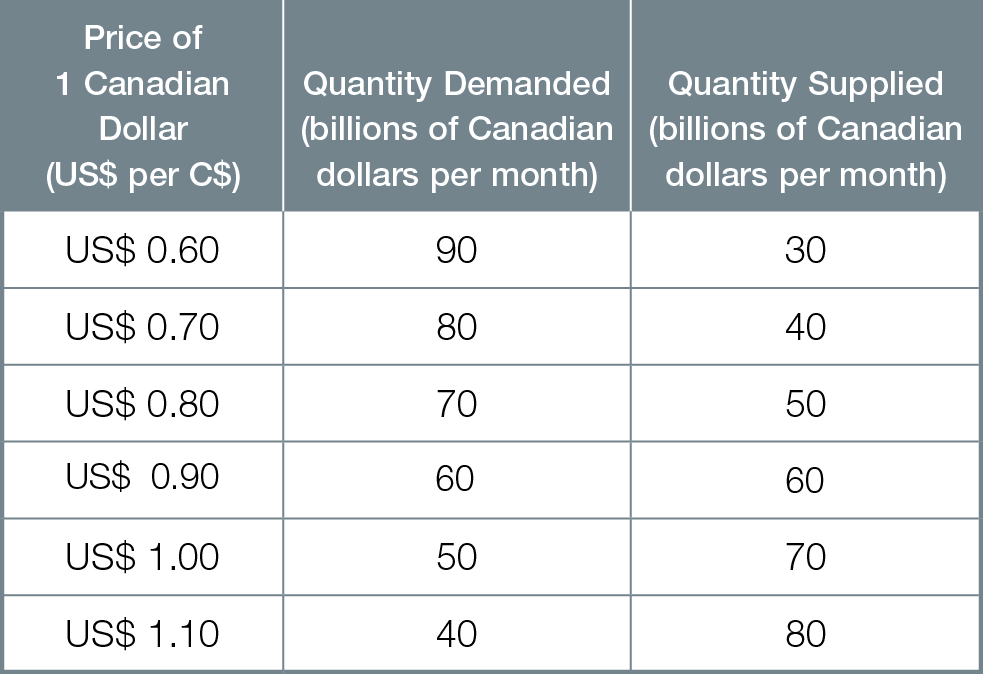 Price of
1 Canadian
Dollar
(US$ per C$)
Quantity Demanded
(billions of Canadian
dollars per month)
Quantity Supplied
(billions of Canadian
dollars per month)
US$ 0.60 90 30
US$ 0.70 80 40
US$ 0.80 70 50
US$ 0.90 60 60
US$ 1.00 50 70
US$ 1.10 40 80